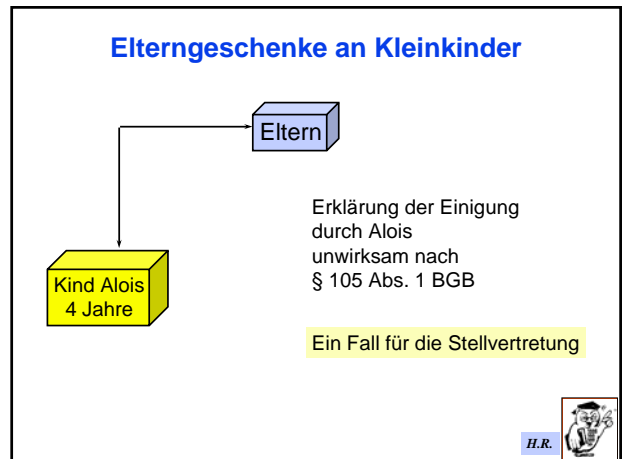 Elterngeschenke an Kleinkinder
Eltern
Erklärung der Einigung
durch Alois
unwirksam nach
§ 105 Abs. 1 BGB
Kind Alois
4 Jahre
Ein Fall für die Stellvertretung
H.R.